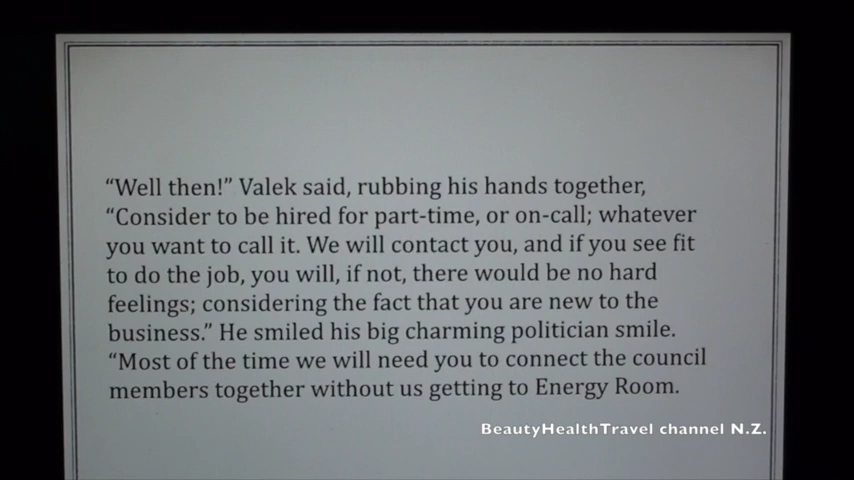 “Well then!” Valek said, rubbing his hands together,
“Consider to be hired for part-time, or on-call; whatever
you want to call it. We will contact you, and if you see fit
to do the job, you will, if not, there would be no hard
feelings; considering the fact that you are new to the
business.” He smiled his big charming politician smile.
“Most of the time we will need you to connect the council
members together without us getting to Energy Room.
BeautyHealthTravel channel N.Z.